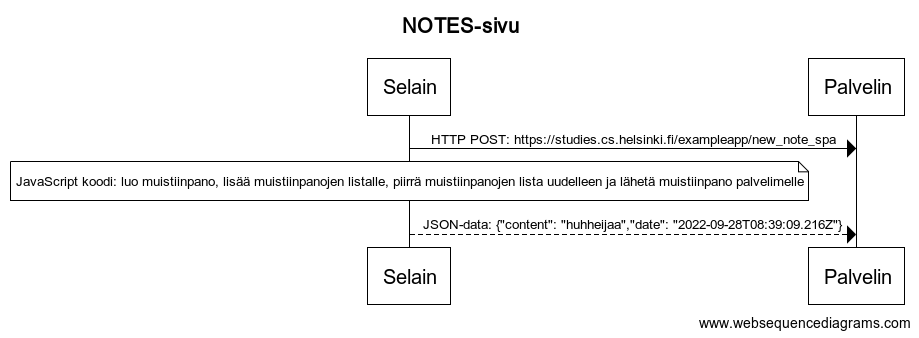 NOTES-sivu
Selain
Palvelin
HTTP POST: https://studies.cs.helsinki.fi/exampleapp/new_note_spa
JavaScript koodi: luo muistiinpano, lisää muistiinpanojen listalle, piirrä muistiinpanojen lista uudelleen ja lähetä muistiinpano palvelimelle
JSON-data: {"content": "huhheijaa","date": "2022-09-28T08:39:09.216Z"}
Selain
Palvelin
www.websequencediagrams.com